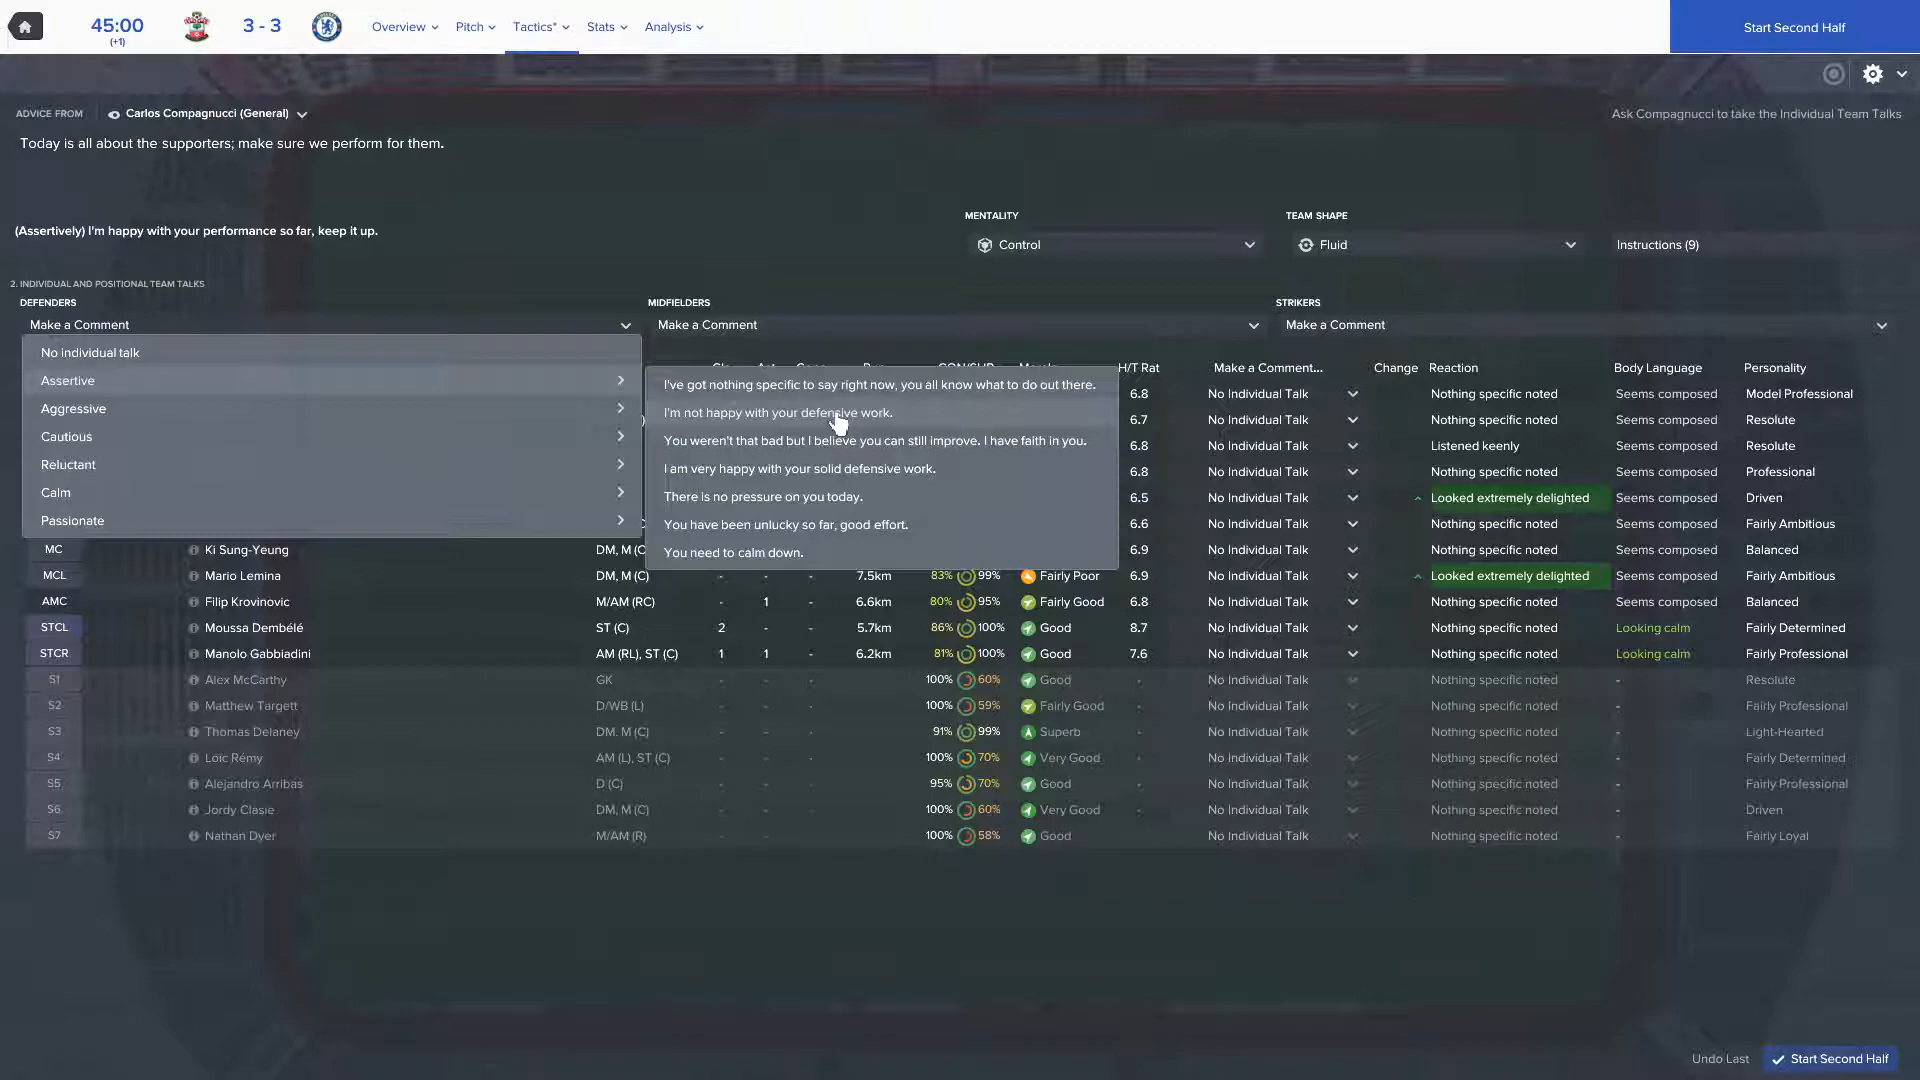 45:00
(+1)
3 - 3
Overview
Pitch
Tactics*
Stats
Analysis
Start Second Half
ADVICE FROM
Carlos Compagnucci (General)
Ask Compagnucci to take the Individual Team Talks
Today is all about the supporters; make sure we perform for them.
MENTALITY
TEAM SHAPE
(Assertively) I'm happy with your performance so far, keep it up.
Control
Fluid
Instructions (9)
2. INDIVIDUAL AND POSITIONAL TEAM TALKS
DEFENDERS
MIDFIELDERS
STRIKERS
Make a Comment
Make a Comment
Make a Comment
No individual talk
Assertive
Aggressive
Cautious
Reluctant
Calm
Passionate
I've got nothing specific to say right now, you all know what to do out there.
I'm not happy with your defensive work.
You weren't that bad but I believe you can still improve. I have faith in you.
I am very happy with your solid defensive work.
There is no pressure on you today.
You have been unlucky so far, good effort.
You need to calm down.
H/T Rat Make a Comment... Change Reaction Body Language Personality
6.8 No Individual Talk Nothing specific noted Seems composed Model Professional
6.7 No Individual Talk Nothing specific noted Seems composed Resolute
6.8 No Individual Talk Listened keenly Seems composed Resolute
6.8 No Individual Talk Nothing specific noted Seems composed Professional
6.5 No Individual Talk Looked extremely delighted Seems composed Driven
6.6 No Individual Talk Nothing specific noted Seems composed Fairly Ambitious
MC Ki Sung-Yeung DM, M (C 6.9 No Individual Talk Nothing specific noted Seems composed Balanced
MCL Mario Lemina DM, M (C) - - - 7.5km 83% 99% Fairly Poor 6.9 No Individual Talk Looked extremely delighted Seems composed Fairly Ambitious
AMC Filip Krovinovic M/AM (RC) - 1 - 6.6km 80% 95% Fairly Good 6.8 No Individual Talk Nothing specific noted Seems composed Balanced
STCL Moussa Dembélé ST (C) 2 - - 5.7km 86% 100% Good 8.7 No Individual Talk Nothing specific noted Looking calm Fairly Determined
STCR Manolo Gabbiadini AM (RL), ST (C) 1 1 - 6.2km 81% 100% Good 7.6 No Individual Talk Nothing specific noted Looking calm Fairly Professional
S1 Alex McCarthy GK 100% 60% Good - No Individual Talk Nothing specific noted - Resolute
S2 Matthew Targett D/WB (L) 100% 59% Fairly Good - No Individual Talk Nothing specific noted - Fairly Professional
S3 Thomas Delaney DM, M (C) 91% 99% Superb - No Individual Talk Nothing specific noted - Light-Hearted
S4 Loïc Rémy AM (L), ST (C) 100% 70% Very Good - No Individual Talk Nothing specific noted - Fairly Determined
S5 Alejandro Arribas D (C) 95% 70% Good - No Individual Talk Nothing specific noted - Fairly Professional
S6 Jordy Clasie DM, M (C) 100% 60% Very Good - No Individual Talk Nothing specific noted - Driven
S7 Nathan Dyer M/AM (R) 100% 58% Good - No Individual Talk Nothing specific noted - Fairly Loyal
Undo Last
Start Second Half